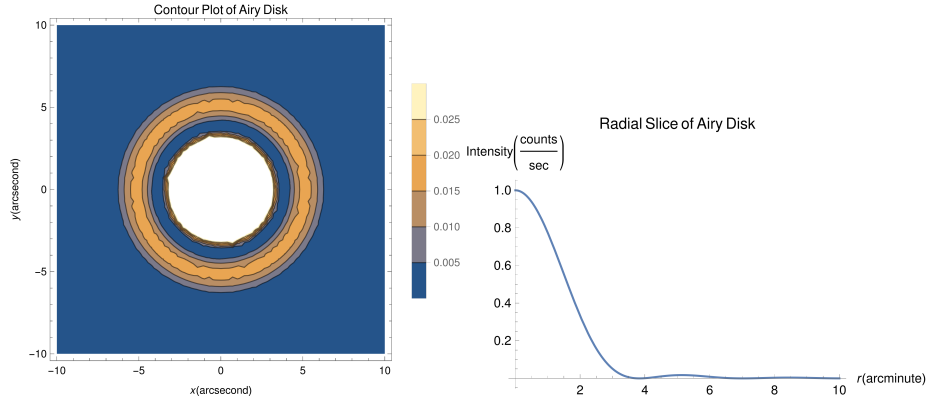 Contour Plot of Airy Disk
10
5
0
−5
−10
y(arcsecond)
−10 −5 0 5 10
x(arcsecond)
0.025
0.020
0.015
0.010
0.005
Radial Slice of Airy Disk
Intensity(counts/sec)
1.0
0.8
0.6
0.4
0.2
2 4 6 8 10
r(arcminute)